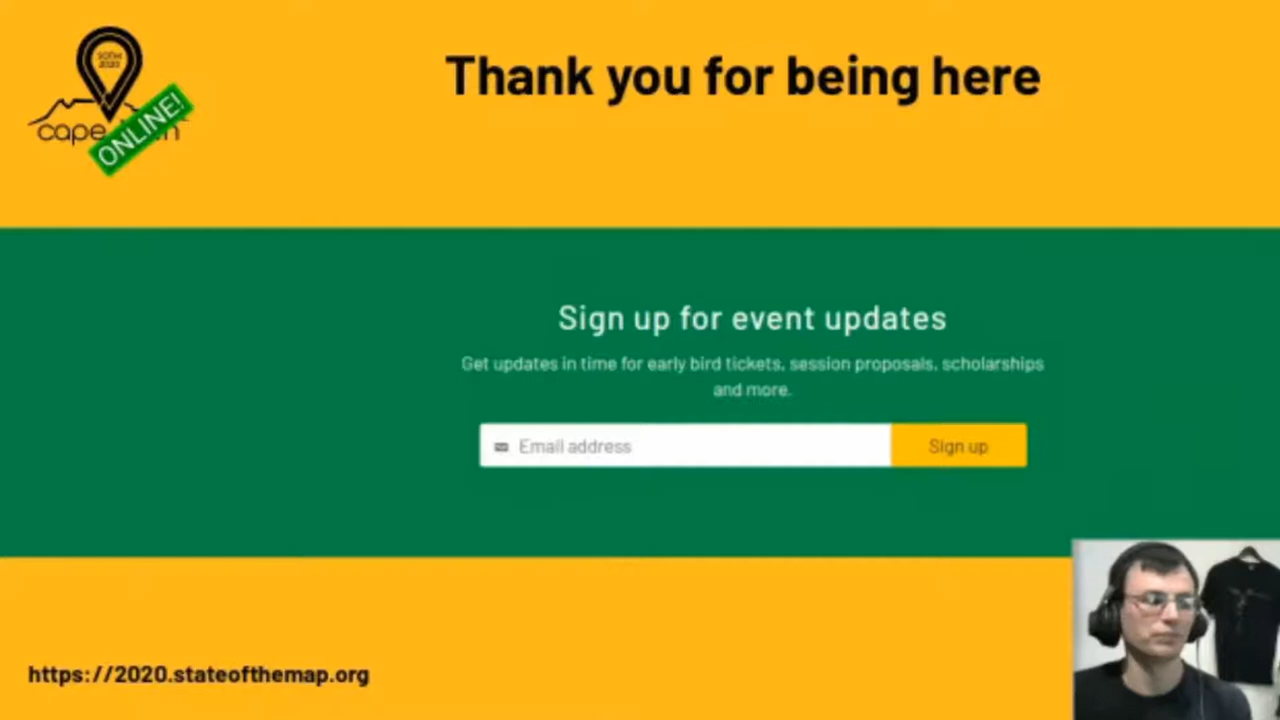 SOTM
2020
cape
ONLINE!
Thank you for being here
Sign up for event updates
Get updates in time for early bird tickets, session proposals, scholarships
and more.
Email address
Sign up
https://2020.stateofthemap.org